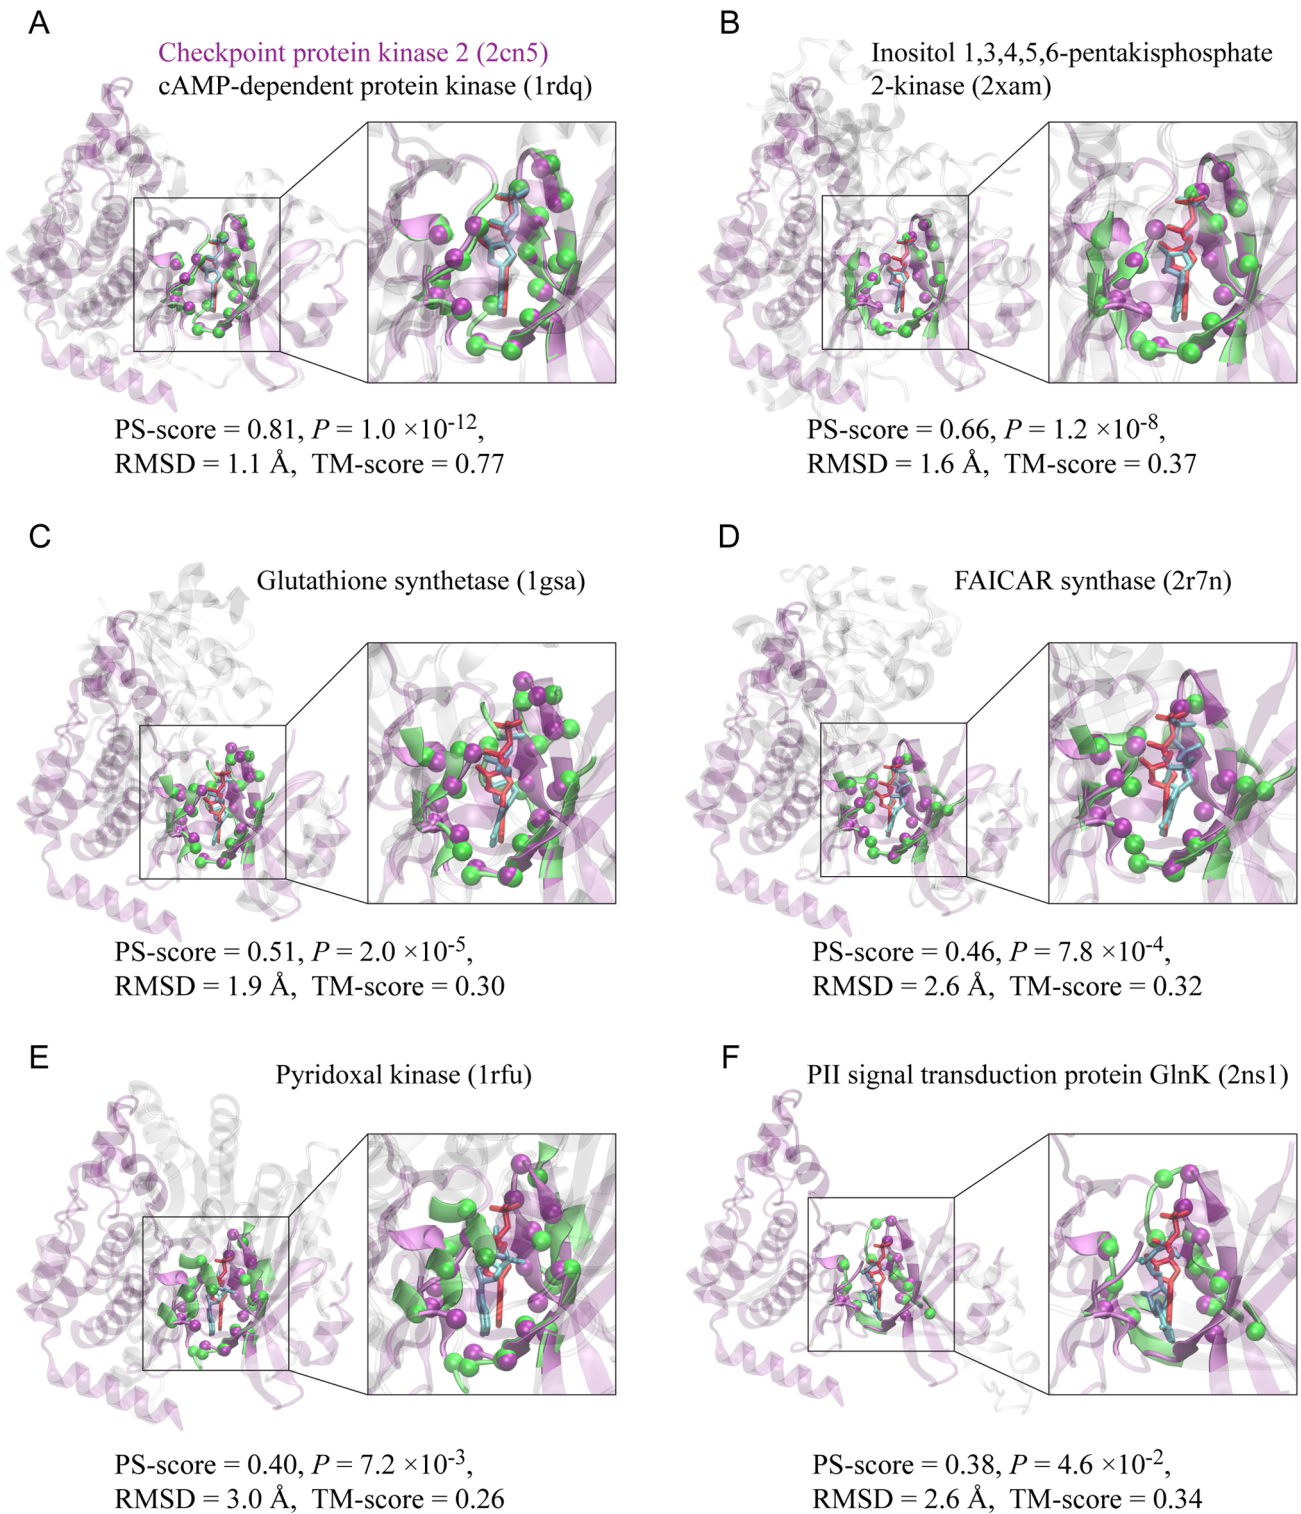 A
Checkpoint protein kinase 2 (2cn5)
cAMP-dependent protein kinase (1rdq)
PS-score = 0.81, P = 1.0 ×10-12,
RMSD = 1.1 Å, TM-score = 0.77
B
Inositol 1,3,4,5,6-pentakisphosphate
2-kinase (2xam)
PS-score = 0.66, P = 1.2 ×10-8,
RMSD = 1.6 Å, TM-score = 0.37
C
Glutathione synthetase (1gsa)
PS-score = 0.51, P = 2.0 ×10-5,
RMSD = 1.9 Å, TM-score = 0.30
D
FAICAR synthase (2r7n)
PS-score = 0.46, P = 7.8 ×10-4,
RMSD = 2.6 Å, TM-score = 0.32
E
Pyridoxal kinase (1rfu)
PS-score = 0.40, P = 7.2 ×10-3,
RMSD = 3.0 Å, TM-score = 0.26
F
PII signal transduction protein GlnK (2ns1)
PS-score = 0.38, P = 4.6 ×10-2,
RMSD = 2.6 Å, TM-score = 0.34